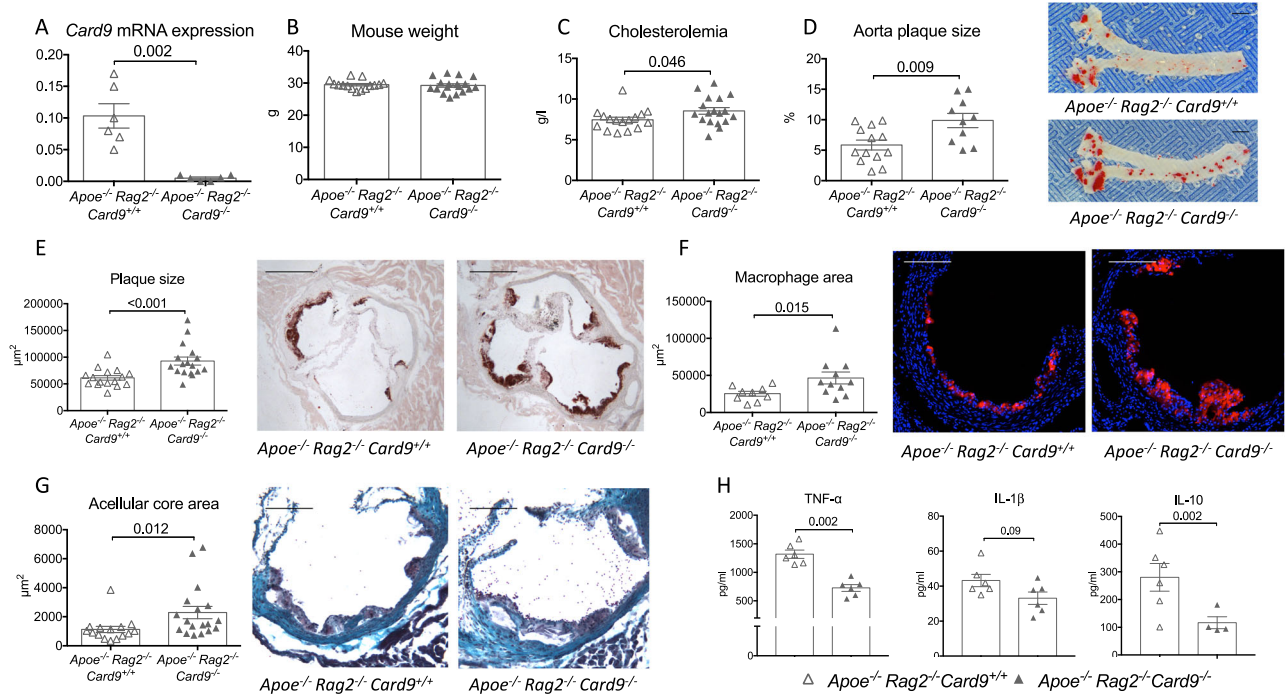 A
Card9 mRNA expression
0.002
0.20
0.15
0.10
0.05
0.00
Apoe-/- Rag2-/-
Card9+/+
Apoe-/- Rag2-/-
Card9-/-
B
Mouse weight
g
40
30
20
10
0
Apoe-/- Rag2-/-
Card9+/+
Apoe-/- Rag2-/-
Card9-/-
C
Cholesterolemia
0.046
g/l
15
10
5
0
Apoe-/- Rag2-/-
Card9+/+
Apoe-/- Rag2-/-
Card9-/-
D
Aorta plaque size
0.009
%
20
15
10
5
0
Apoe-/- Rag2-/-
Card9+/+
Apoe-/- Rag2-/-
Card9-/-
Apoe-/- Rag2-/- Card9+/+
Apoe-/- Rag2-/- Card9-/-
E
Plaque size
<0.001
µm2
200000
150000
100000
50000
0
Apoe-/- Rag2-/-
Card9+/+
Apoe-/- Rag2-/-
Card9-/-
Apoe-/- Rag2-/- Card9+/+
Apoe-/- Rag2-/- Card9-/-
F
Macrophage area
0.015
µm2
150000
100000
50000
0
Apoe-/- Rag2-/-
Card9+/+
Apoe-/- Rag2-/-
Card9-/-
Apoe-/- Rag2-/- Card9+/+
Apoe-/- Rag2-/- Card9-/-
G
Acellular core area
0.012
µm2
8000
6000
4000
2000
0
Apoe-/- Rag2-/-
Card9+/+
Apoe-/- Rag2-/-
Card9-/-
Apoe-/- Rag2-/- Card9+/+
Apoe-/- Rag2-/- Card9-/-
H
TNF-α
0.002
pg/ml
2000
1500
1000
500
0
IL-1β
0.09
pg/ml
80
60
40
20
0
IL-10
0.002
pg/ml
500
400
300
200
100
0
Apoe-/- Rag2-/-Card9+/+
Apoe-/- Rag2-/-Card9-/-